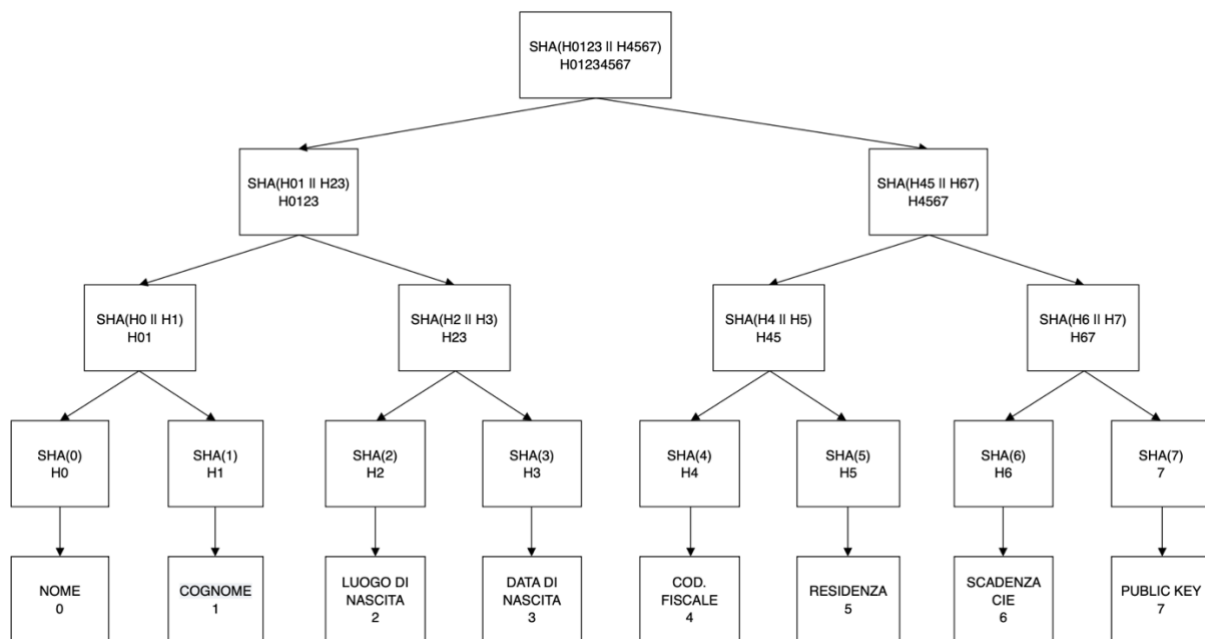 SHA(H0123 || H4567)
H01234567
SHA(H01 || H23)
H0123
SHA(H45 || H67)
H4567
SHA(H0 || H1)
H01
SHA(H2 || H3)
H23
SHA(H4 || H5)
H45
SHA(H6 || H7)
H67
SHA(0)
H0
SHA(1)
H1
SHA(2)
H2
SHA(3)
H3
SHA(4)
H4
SHA(5)
H5
SHA(6)
H6
SHA(7)
7
NOME
0
COGNOME
1
LUOGO DI
NASCITA
2
DATA DI
NASCITA
3
COD.
FISCALE
4
RESIDENZA
5
SCADENZA
CIE
6
PUBLIC KEY
7